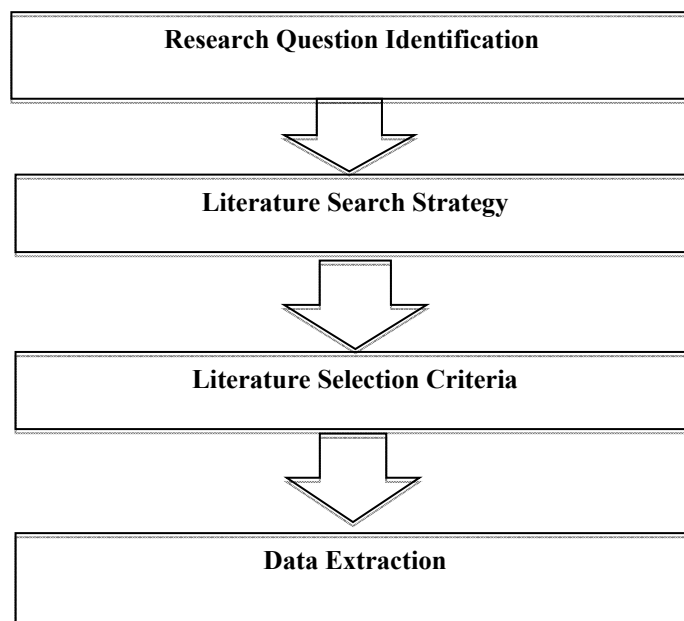 Research Question Identification
Literature Search Strategy
Literature Selection Criteria
Data Extraction